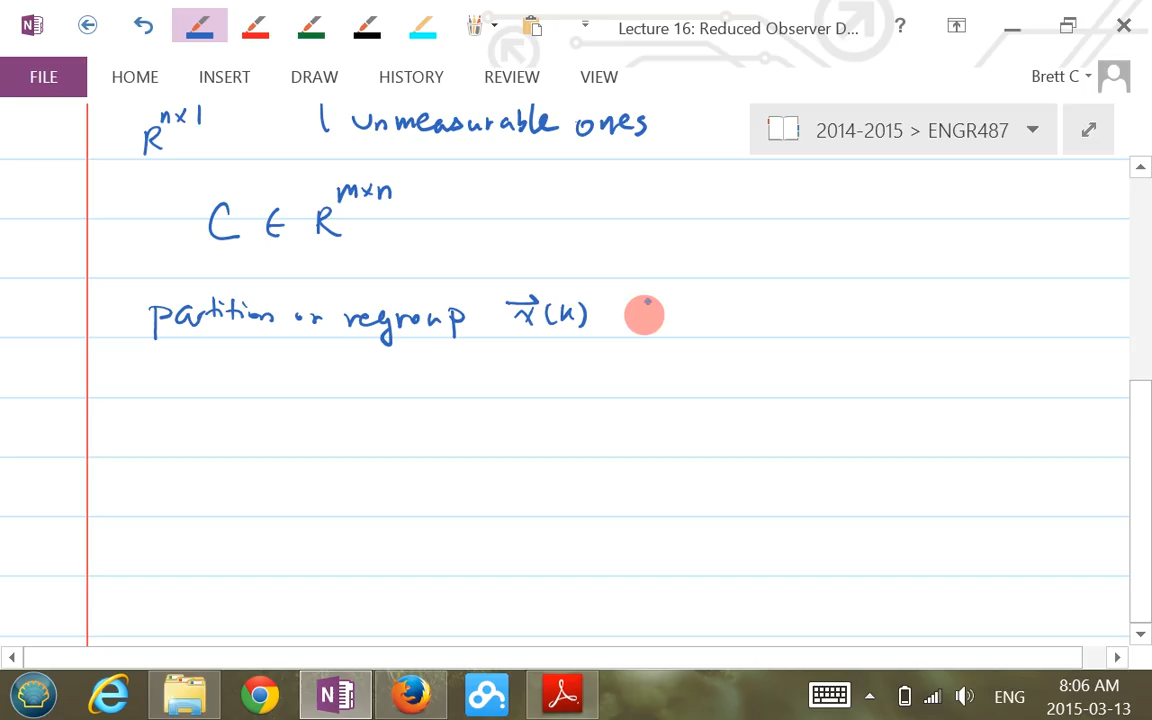 Lecture 16: Reduced Observer D...
?
FILE
HOME
INSERT
DRAW
HISTORY
REVIEW
VIEW
Brett C
2014-2015 > ENGR487
R^{n×1}
unmeasurable ones
C ∈ R^{m×n}
partition or regroup x⃗(k)
ENG
8:06 AM
2015-03-13